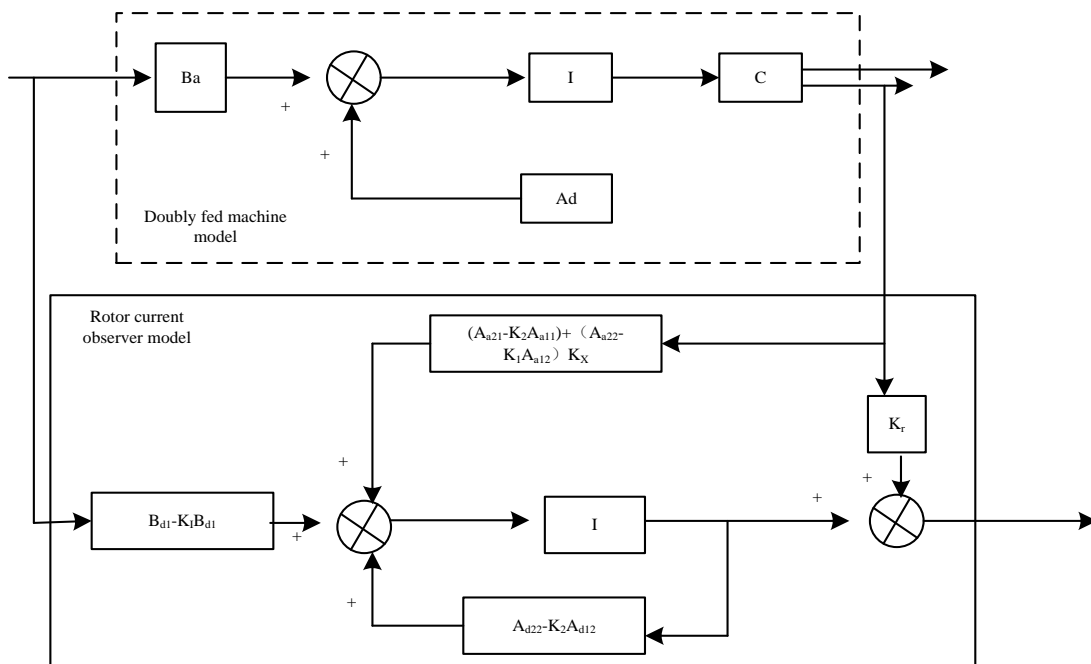 Ba
I
C
+
+
Ad
Doubly fed machine
model
Rotor current
observer model
(Aa21-K2Aa11)+（Aa22-
K1Aa12）KX
Kr
+
+
+
Bd1-KIBd1
+
I
+
Ad22-K2Ad12